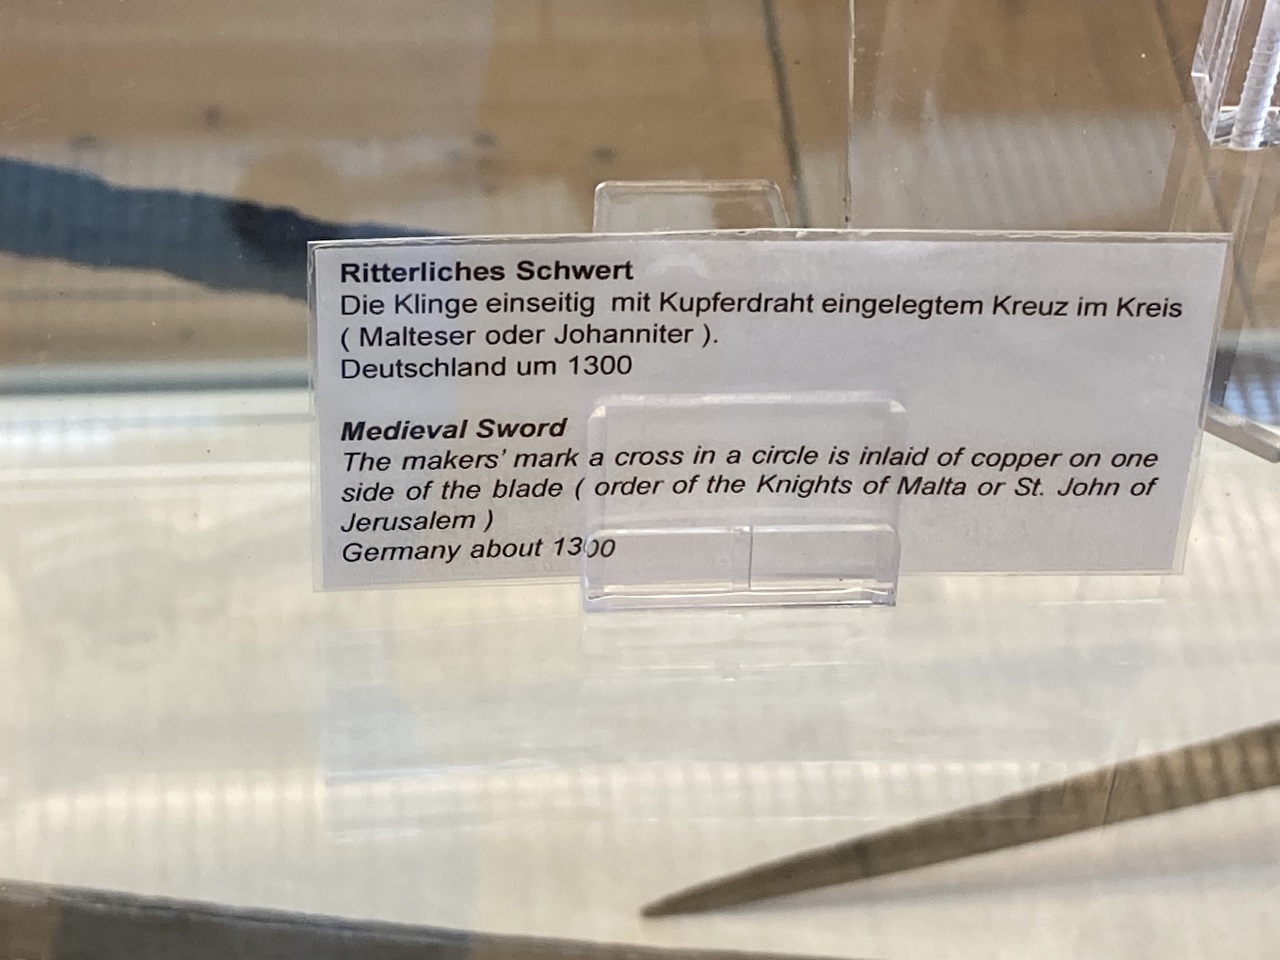 Ritterliches Schwert
Die Klinge einseitig  mit Kupferdraht eingelegtem Kreuz im Kreis
( Malteser oder Johanniter ).
Deutschland um 1300
Medieval Sword
The makers’ mark a cross in a circle is inlaid of copper on one
side of the blade ( order of the Knights of Malta or St. John of
Jerusalem )
Germany about 1300